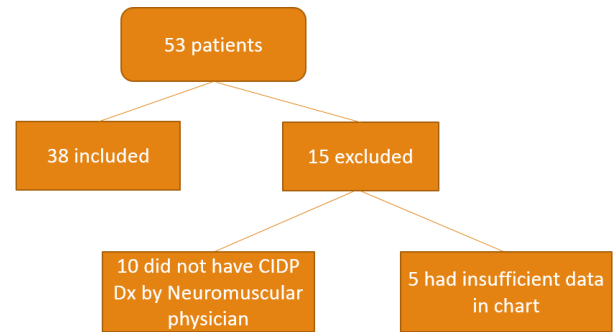 53 patients
38 included
15 excluded
10 did not have CIDP
Dx by Neuromuscular
physician
5 had insufficient data
in chart